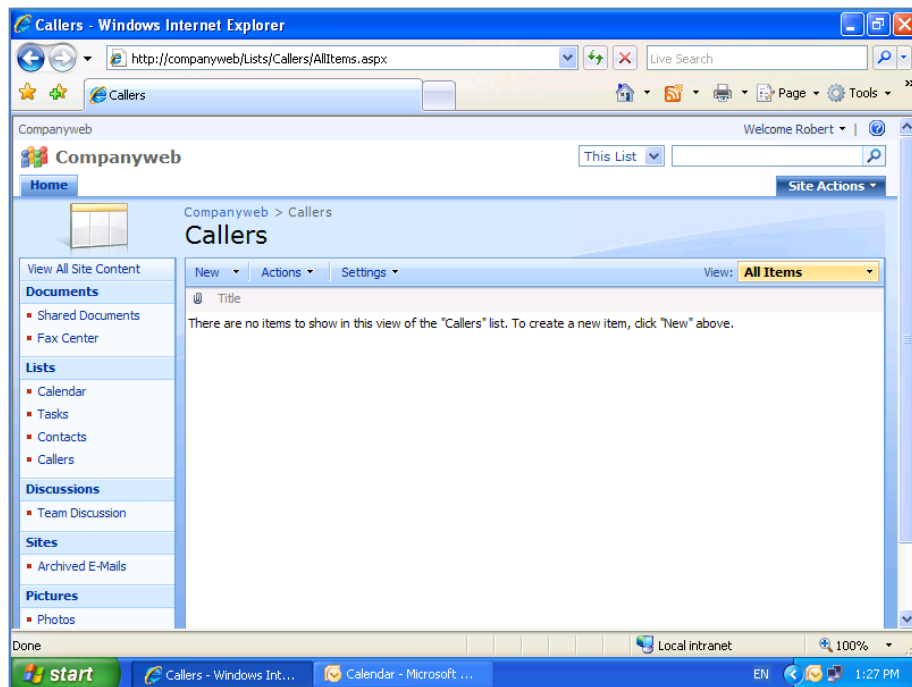 Callers - Windows Internet Explorer
http://companyweb/Lists/Callers/AllItems.aspx
Live Search
Callers
Page
Tools
Companyweb
Welcome Robert
Companyweb
This List
Home
Site Actions
Companyweb > Callers
Callers
View All Site Content
New Actions Settings View: All Items
Documents
Title
Shared Documents
There are no items to show in this view of the "Callers" list. To create a new item, click "New" above.
Fax Center
Lists
Calendar
Tasks
Contacts
Callers
Discussions
Team Discussion
Sites
Archived E-Mails
Pictures
Photos
Done
Local intranet
100%
start
Callers - Windows Int...
Calendar - Microsoft ...
EN
1:27 PM